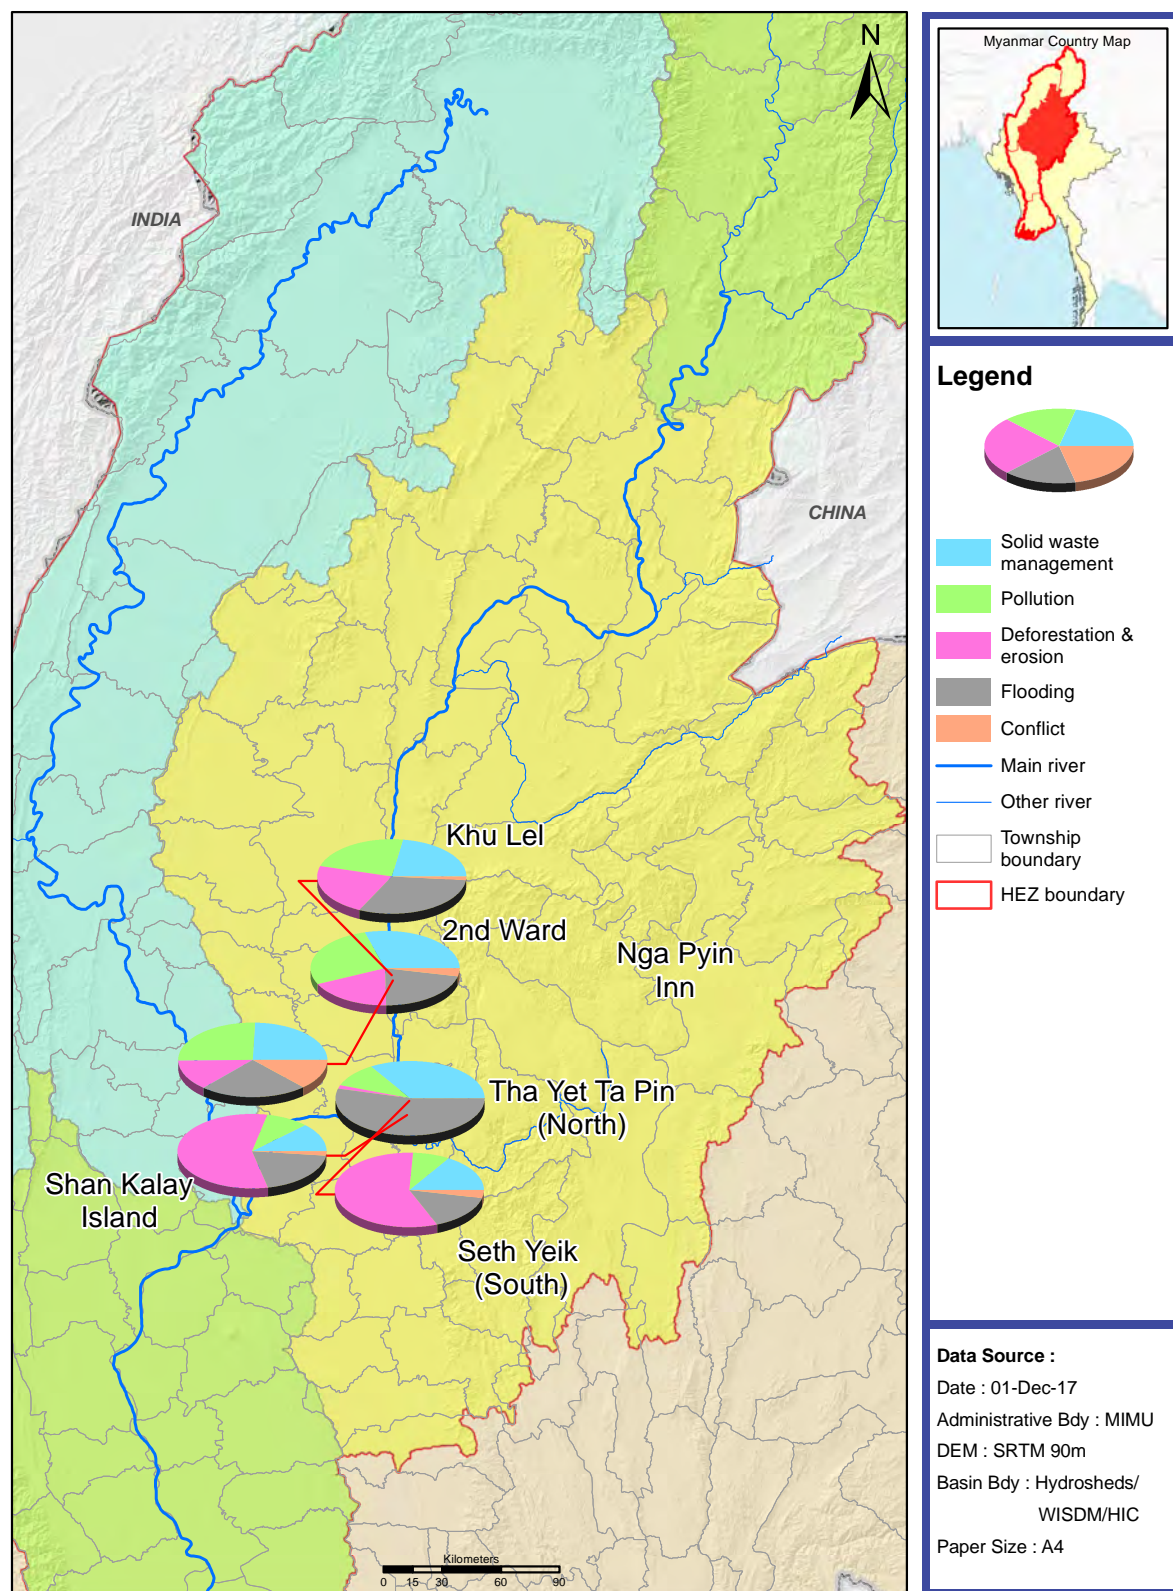 N
INDIA
CHINA
Khu Lel
2nd Ward
Nga Pyin
Inn
Tha Yet Ta Pin
(North)
Shan Kalay
Island
Seth Yeik
(South)
Kilometers
0 15 30 60 90
Myanmar Country Map
Legend
Solid waste
management
Pollution
Deforestation &
erosion
Flooding
Conflict
Main river
Other river
Township
boundary
HEZ boundary
Data Source :
Date : 01-Dec-17
Administrative Bdy : MIMU
DEM : SRTM 90m
Basin Bdy : Hydrosheds/
WISDM/HIC
Paper Size : A4